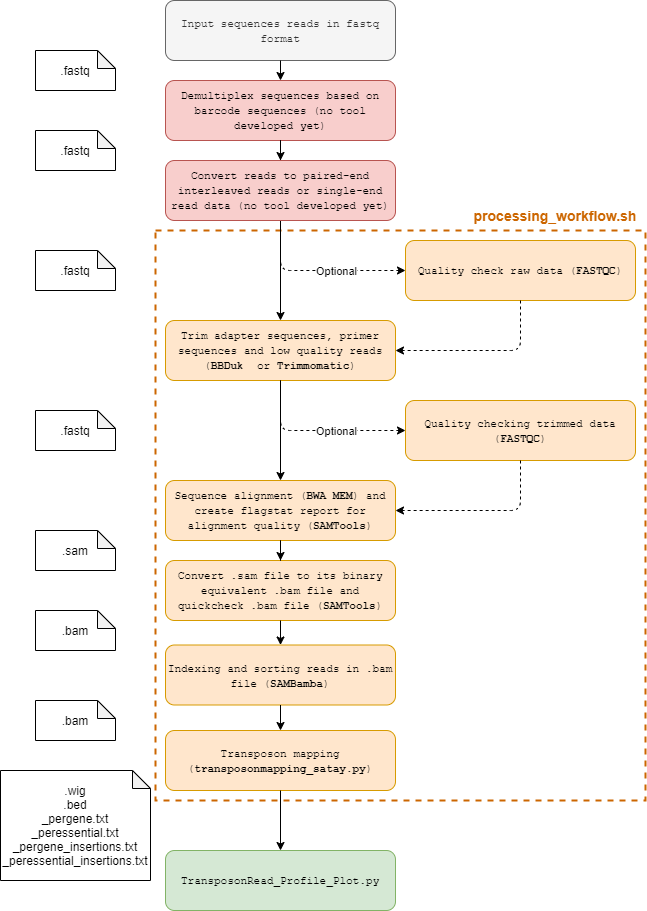 Input sequences reads in fastq
format
.fastq
Demultiplex sequences based on
barcode sequences (no tool
developed yet)
.fastq
Convert reads to paired-end
interleaved reads or single-end
read data (no tool developed yet)
processing_workflow.sh
.fastq
Optional
Quality check raw data (FASTQC)
Trim adapter sequences, primer
sequences and low quality reads
(BBDuk  or Trimmomatic)
.fastq
Optional
Quality checking trimmed data
(FASTQC)
Sequence alignment (BWA MEM) and
create flagstat report for
alignment quality (SAMTools)
.sam
Convert .sam file to its binary
equivalent .bam file and
quickcheck .bam file (SAMTools)
.bam
Indexing and sorting reads in .bam
file (SAMBamba)
.bam
Transposon mapping
(transposonmapping_satay.py)
.wig
.bed
_pergene.txt
_peressential.txt
_pergene_insertions.txt
_peressential_insertions.txt
TransposonRead_Profile_Plot.py